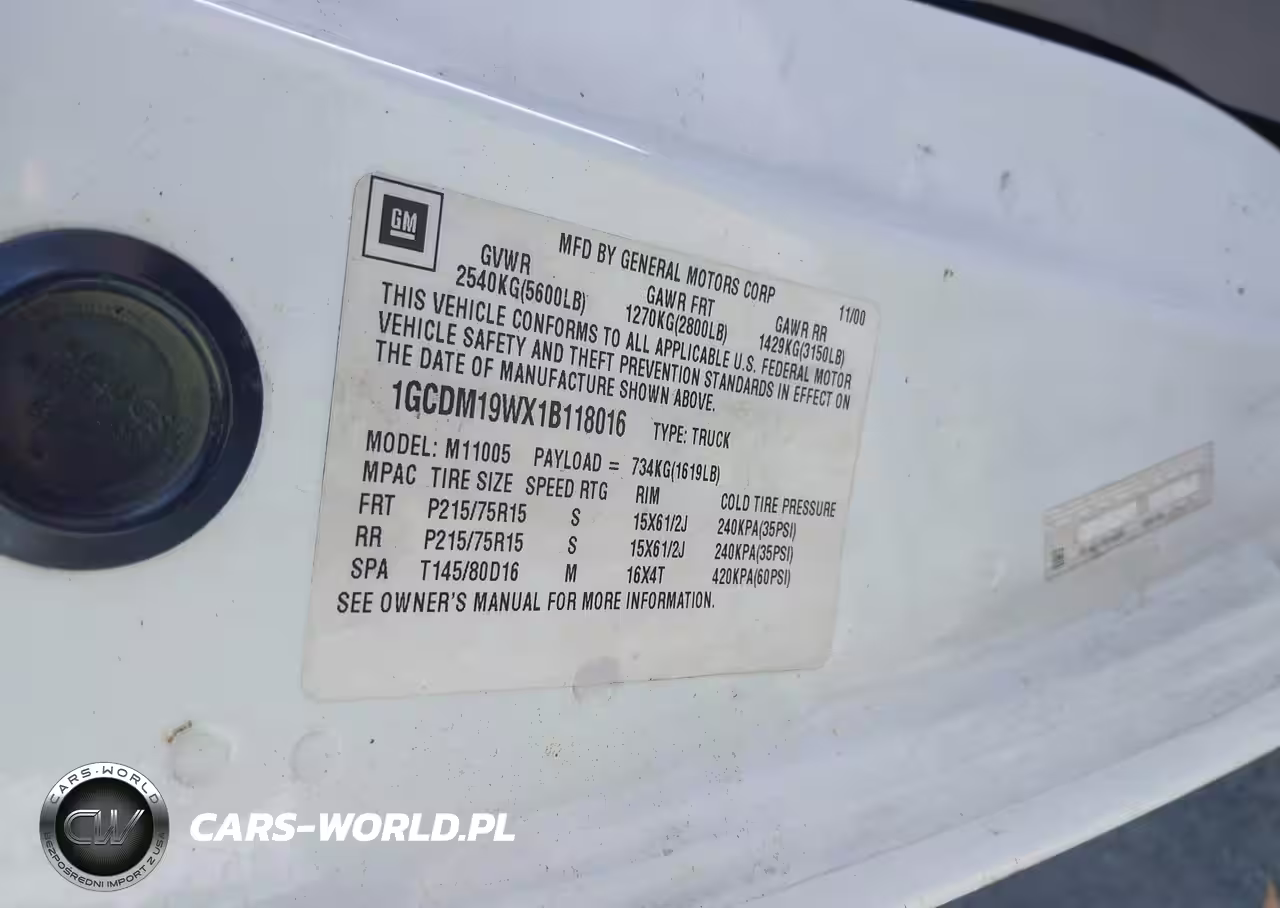 GM
MFD BY GENERAL MOTORS CORP
11/00
GVWR GAWR FRT GAWR RR
2540KG(5600LB) 1270KG(2800LB) 1429KG(3150LB)
THIS VEHICLE CONFORMS TO ALL APPLICABLE U.S. FEDERAL MOTOR
VEHICLE SAFETY AND THEFT PREVENTION STANDARDS IN EFFECT ON
THE DATE OF MANUFACTURE SHOWN ABOVE.
1GCDM19WX1B118016 TYPE: TRUCK
MODEL: M11005 PAYLOAD = 734KG(1619LB)
MPAC TIRE SIZE SPEED RTG RIM COLD TIRE PRESSURE
FRT P215/75R15 S 15X61/2J 240KPA(35PSI)
RR P215/75R15 S 15X61/2J 240KPA(35PSI)
SPA T145/80D16 M 16X4T 420KPA(60PSI)
SEE OWNER'S MANUAL FOR MORE INFORMATION.
GM
CARS-WORLD
CW
BEZPOŚREDNI IMPORT Z USA
CARS-WORLD.PL